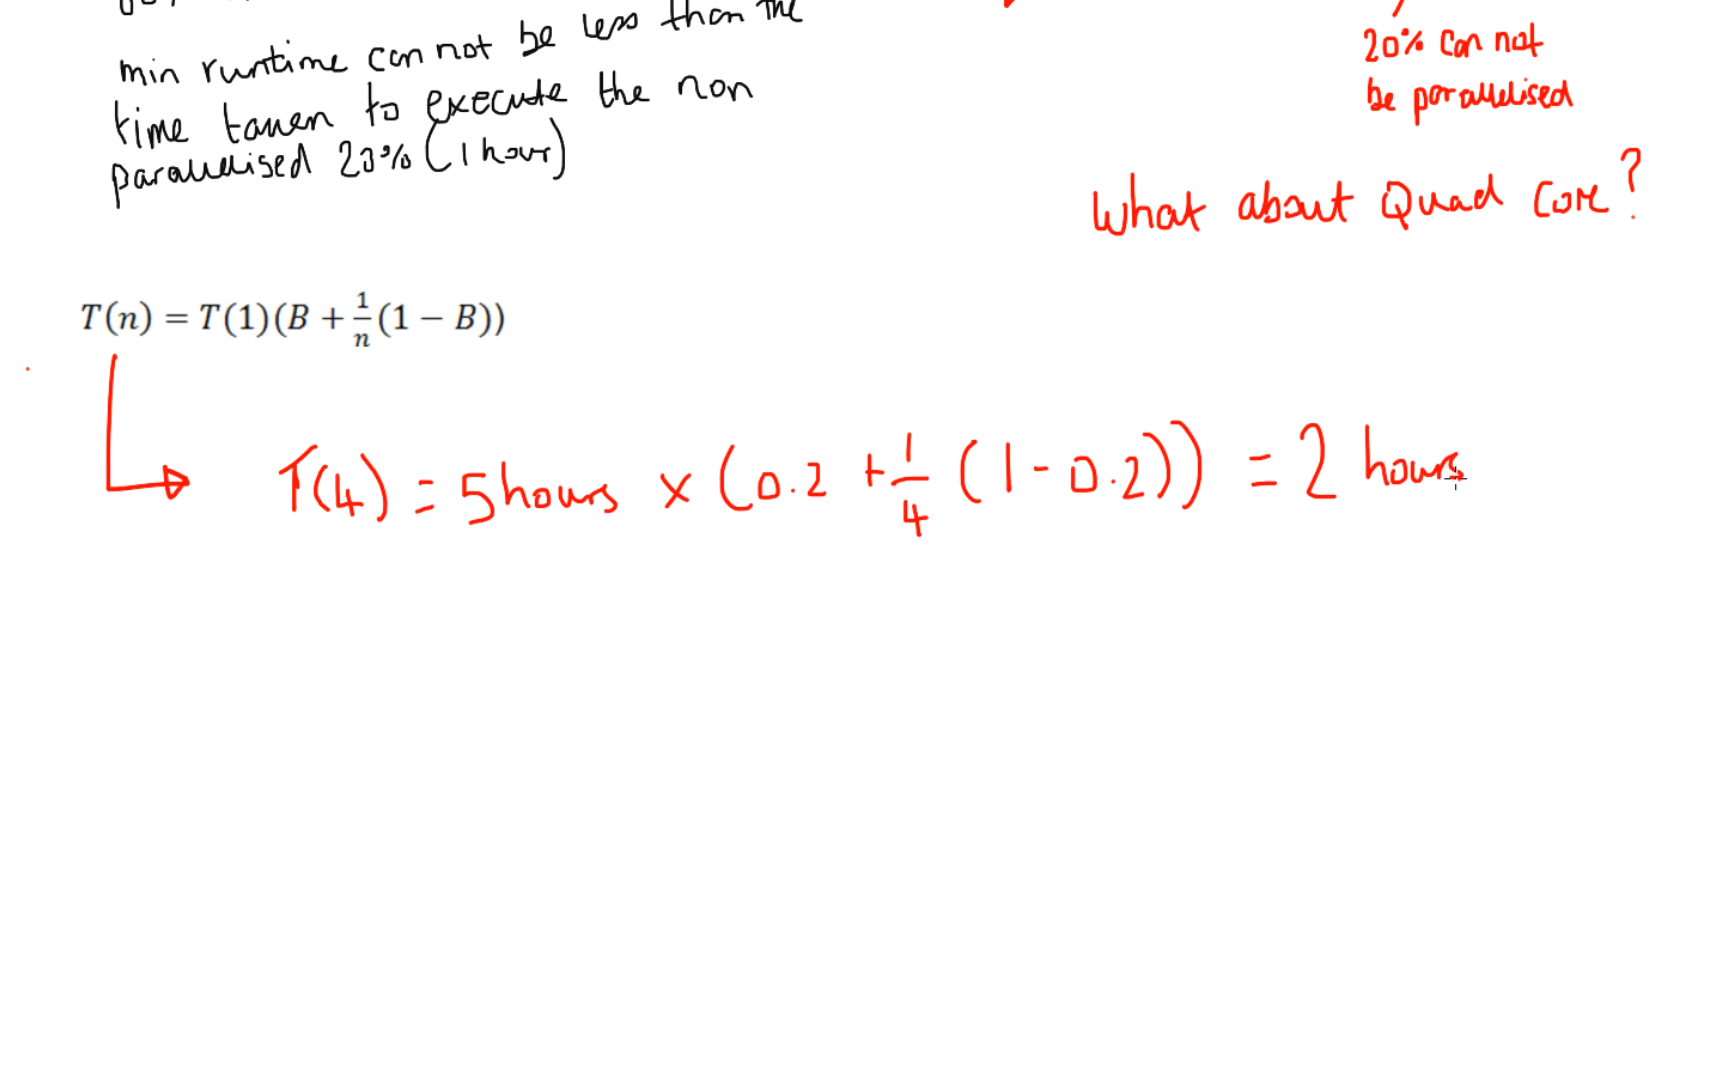 min runtime can not be less than the
time taken to execute the non
parallelised 20% (1 hour)
20% can not
be parallelised
What about Quad Core?
T(n) = T(1)(B + 1/n (1 − B))
T(4) = 5 hours x (0.2 + 1/4 (1 - 0.2)) = 2 hours